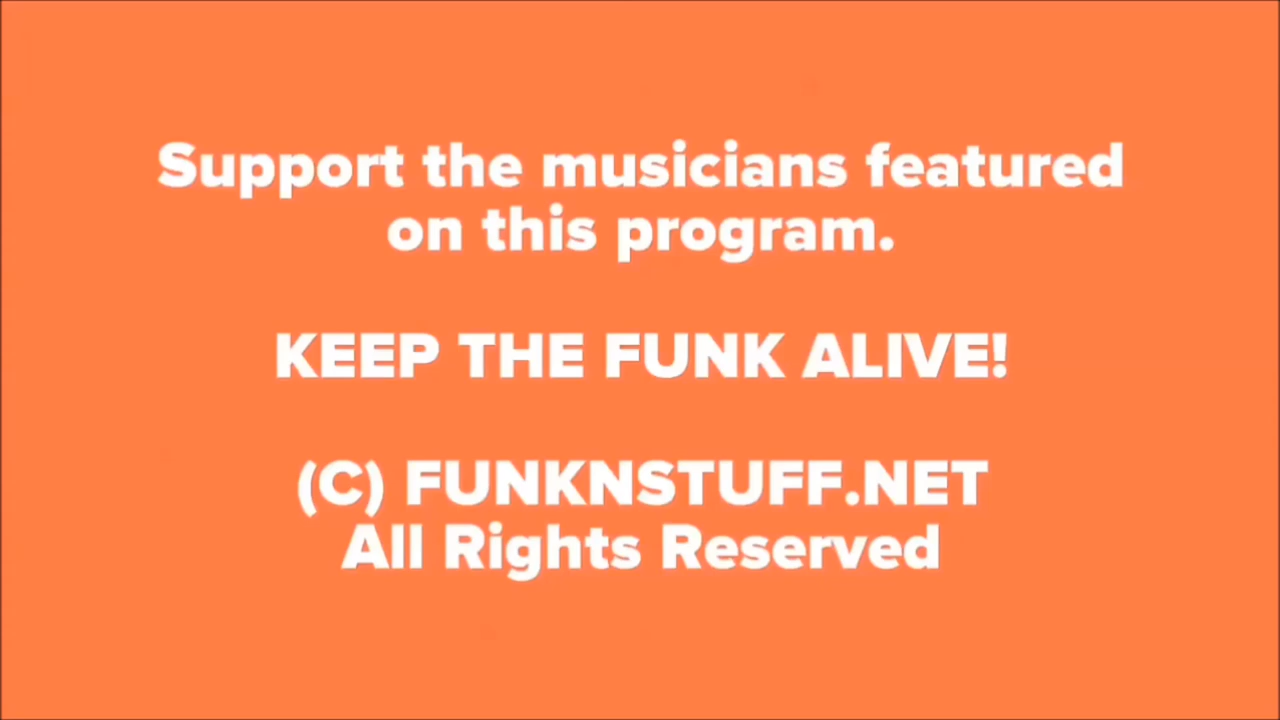 Support the musicians featured
on this program.
KEEP THE FUNK ALIVE!
(C) FUNKNSTUFF.NET
All Rights Reserved